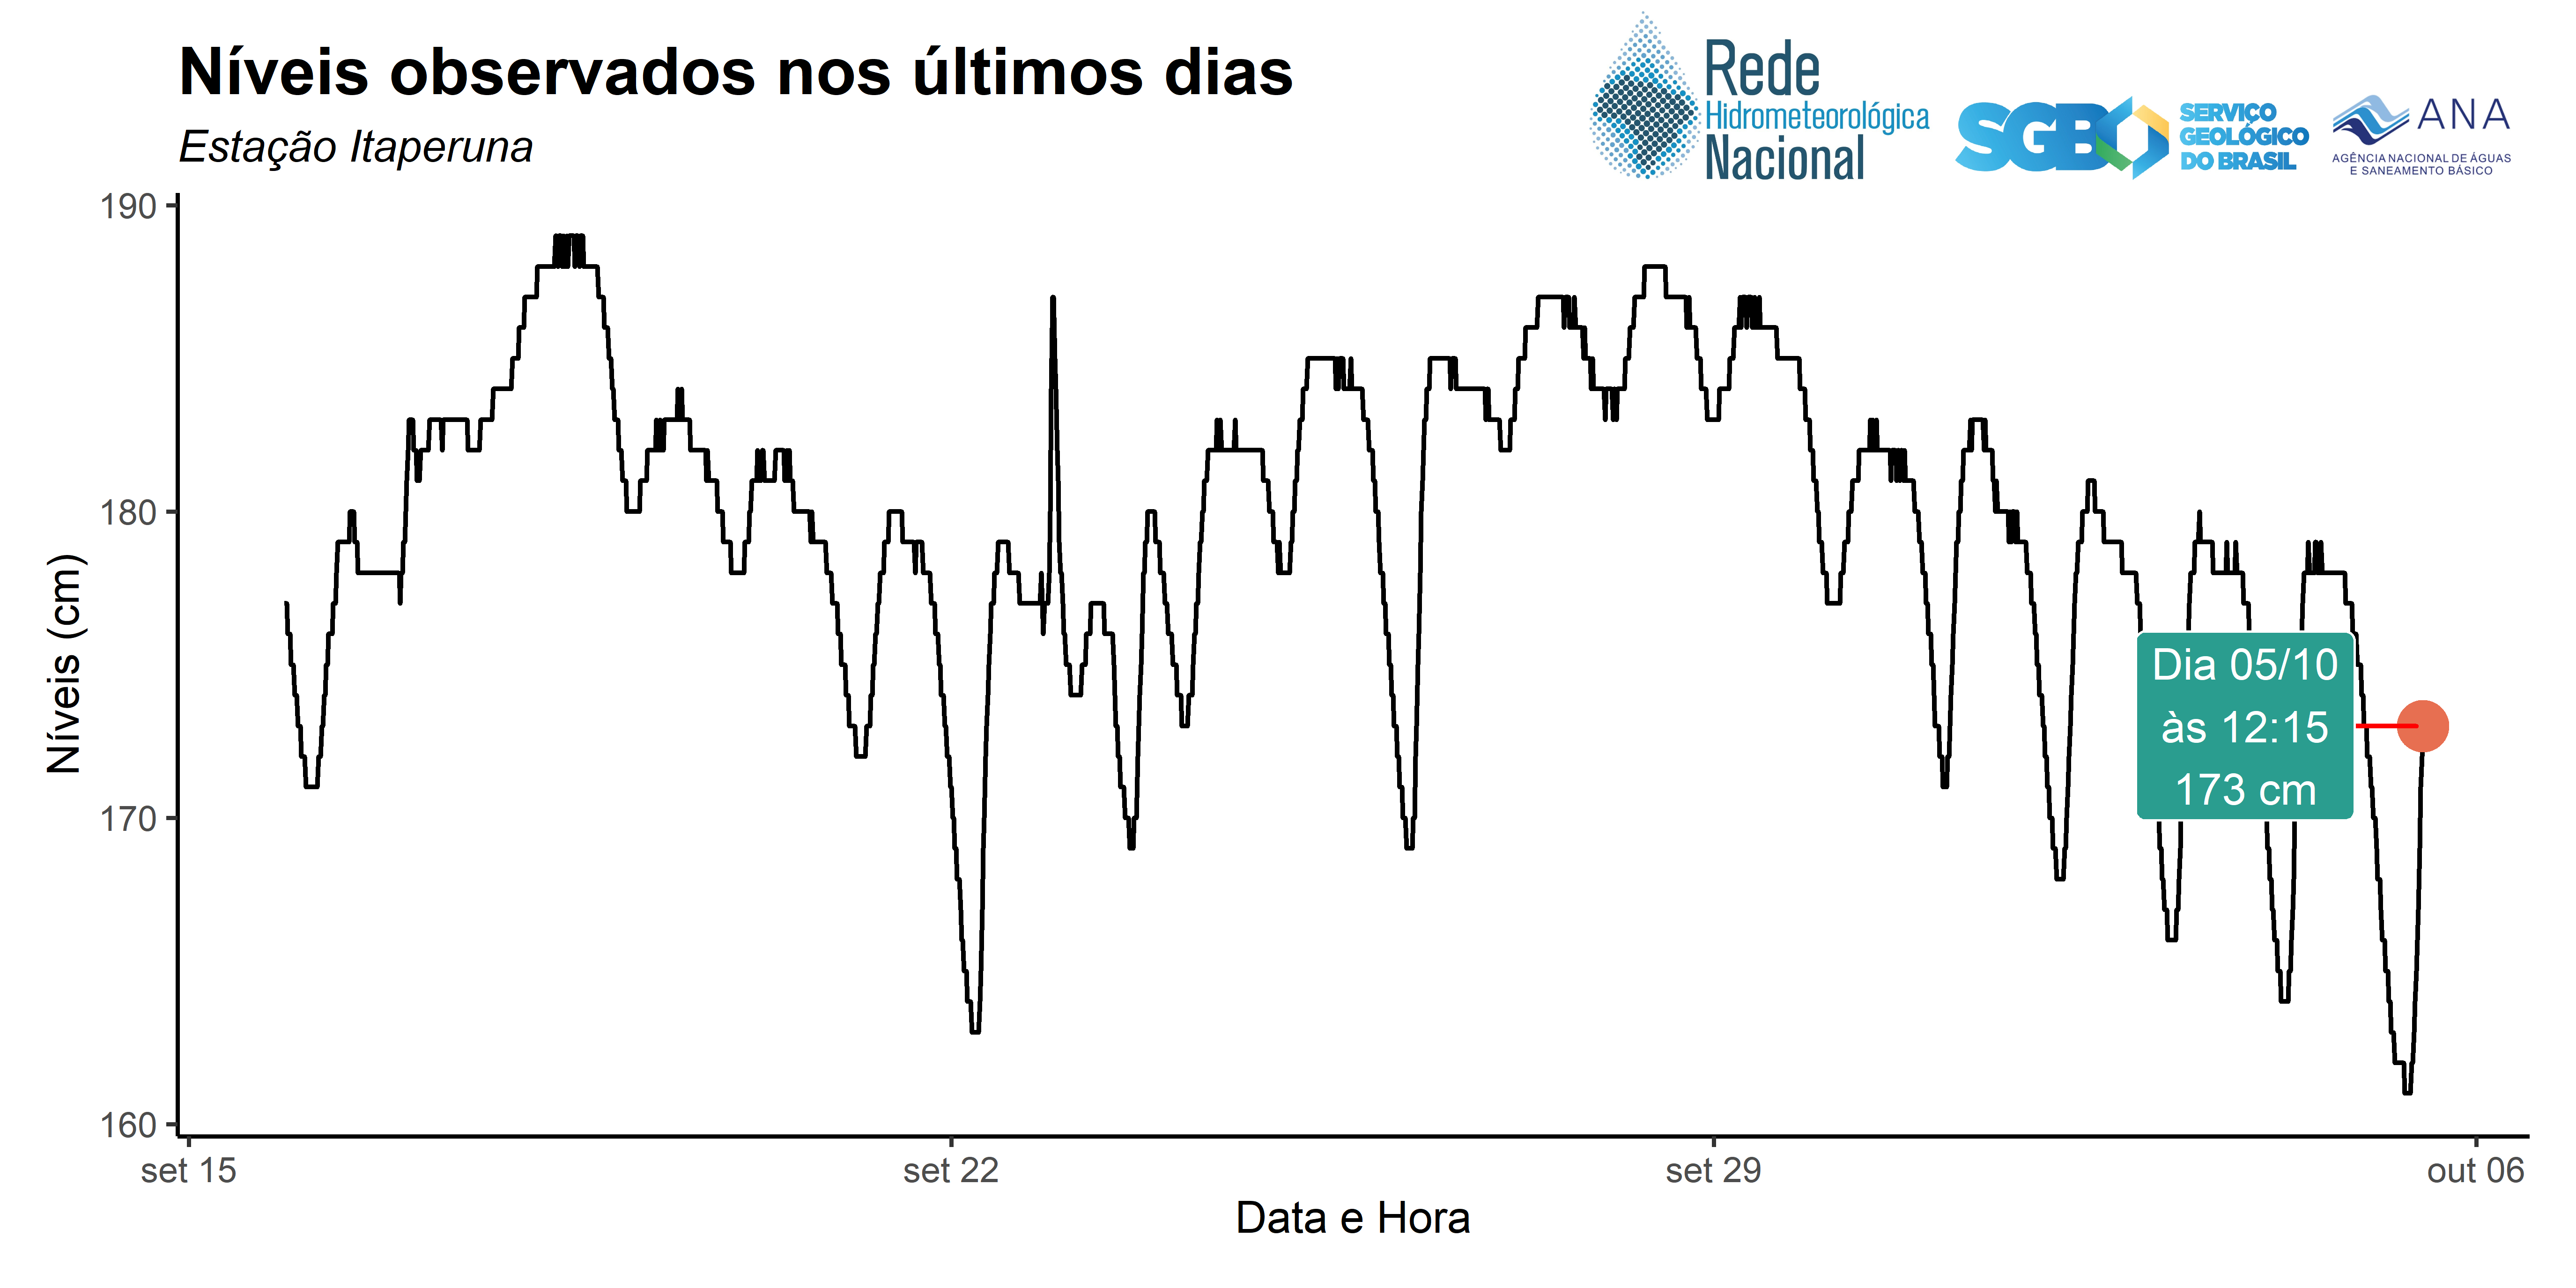 Níveis observados nos últimos dias
Estação Itaperuna
Rede
Hidrometeorológica
Nacional
SGB
SERVIÇO
GEOLÓGICO
DO BRASIL
ANA
AGÊNCIA NACIONAL DE ÁGUAS
E SANEAMENTO BÁSICO
190
180
170
160
Níveis (cm)
Dia 05/10
às 12:15
173 cm
set 15
set 22
set 29
out 06
Data e Hora